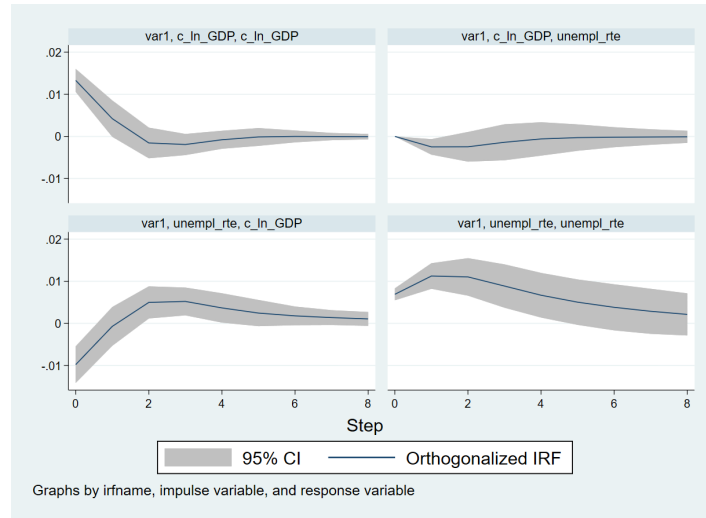 var1, c_ln_GDP, c_ln_GDP
var1, c_ln_GDP, unempl_rte
.02
.01
0
-.01
var1, unempl_rte, c_ln_GDP
var1, unempl_rte, unempl_rte
.02
.01
0
-.01
0 2 4 6 8
0 2 4 6 8
Step
95% CI
Orthogonalized IRF
Graphs by irfname, impulse variable, and response variable